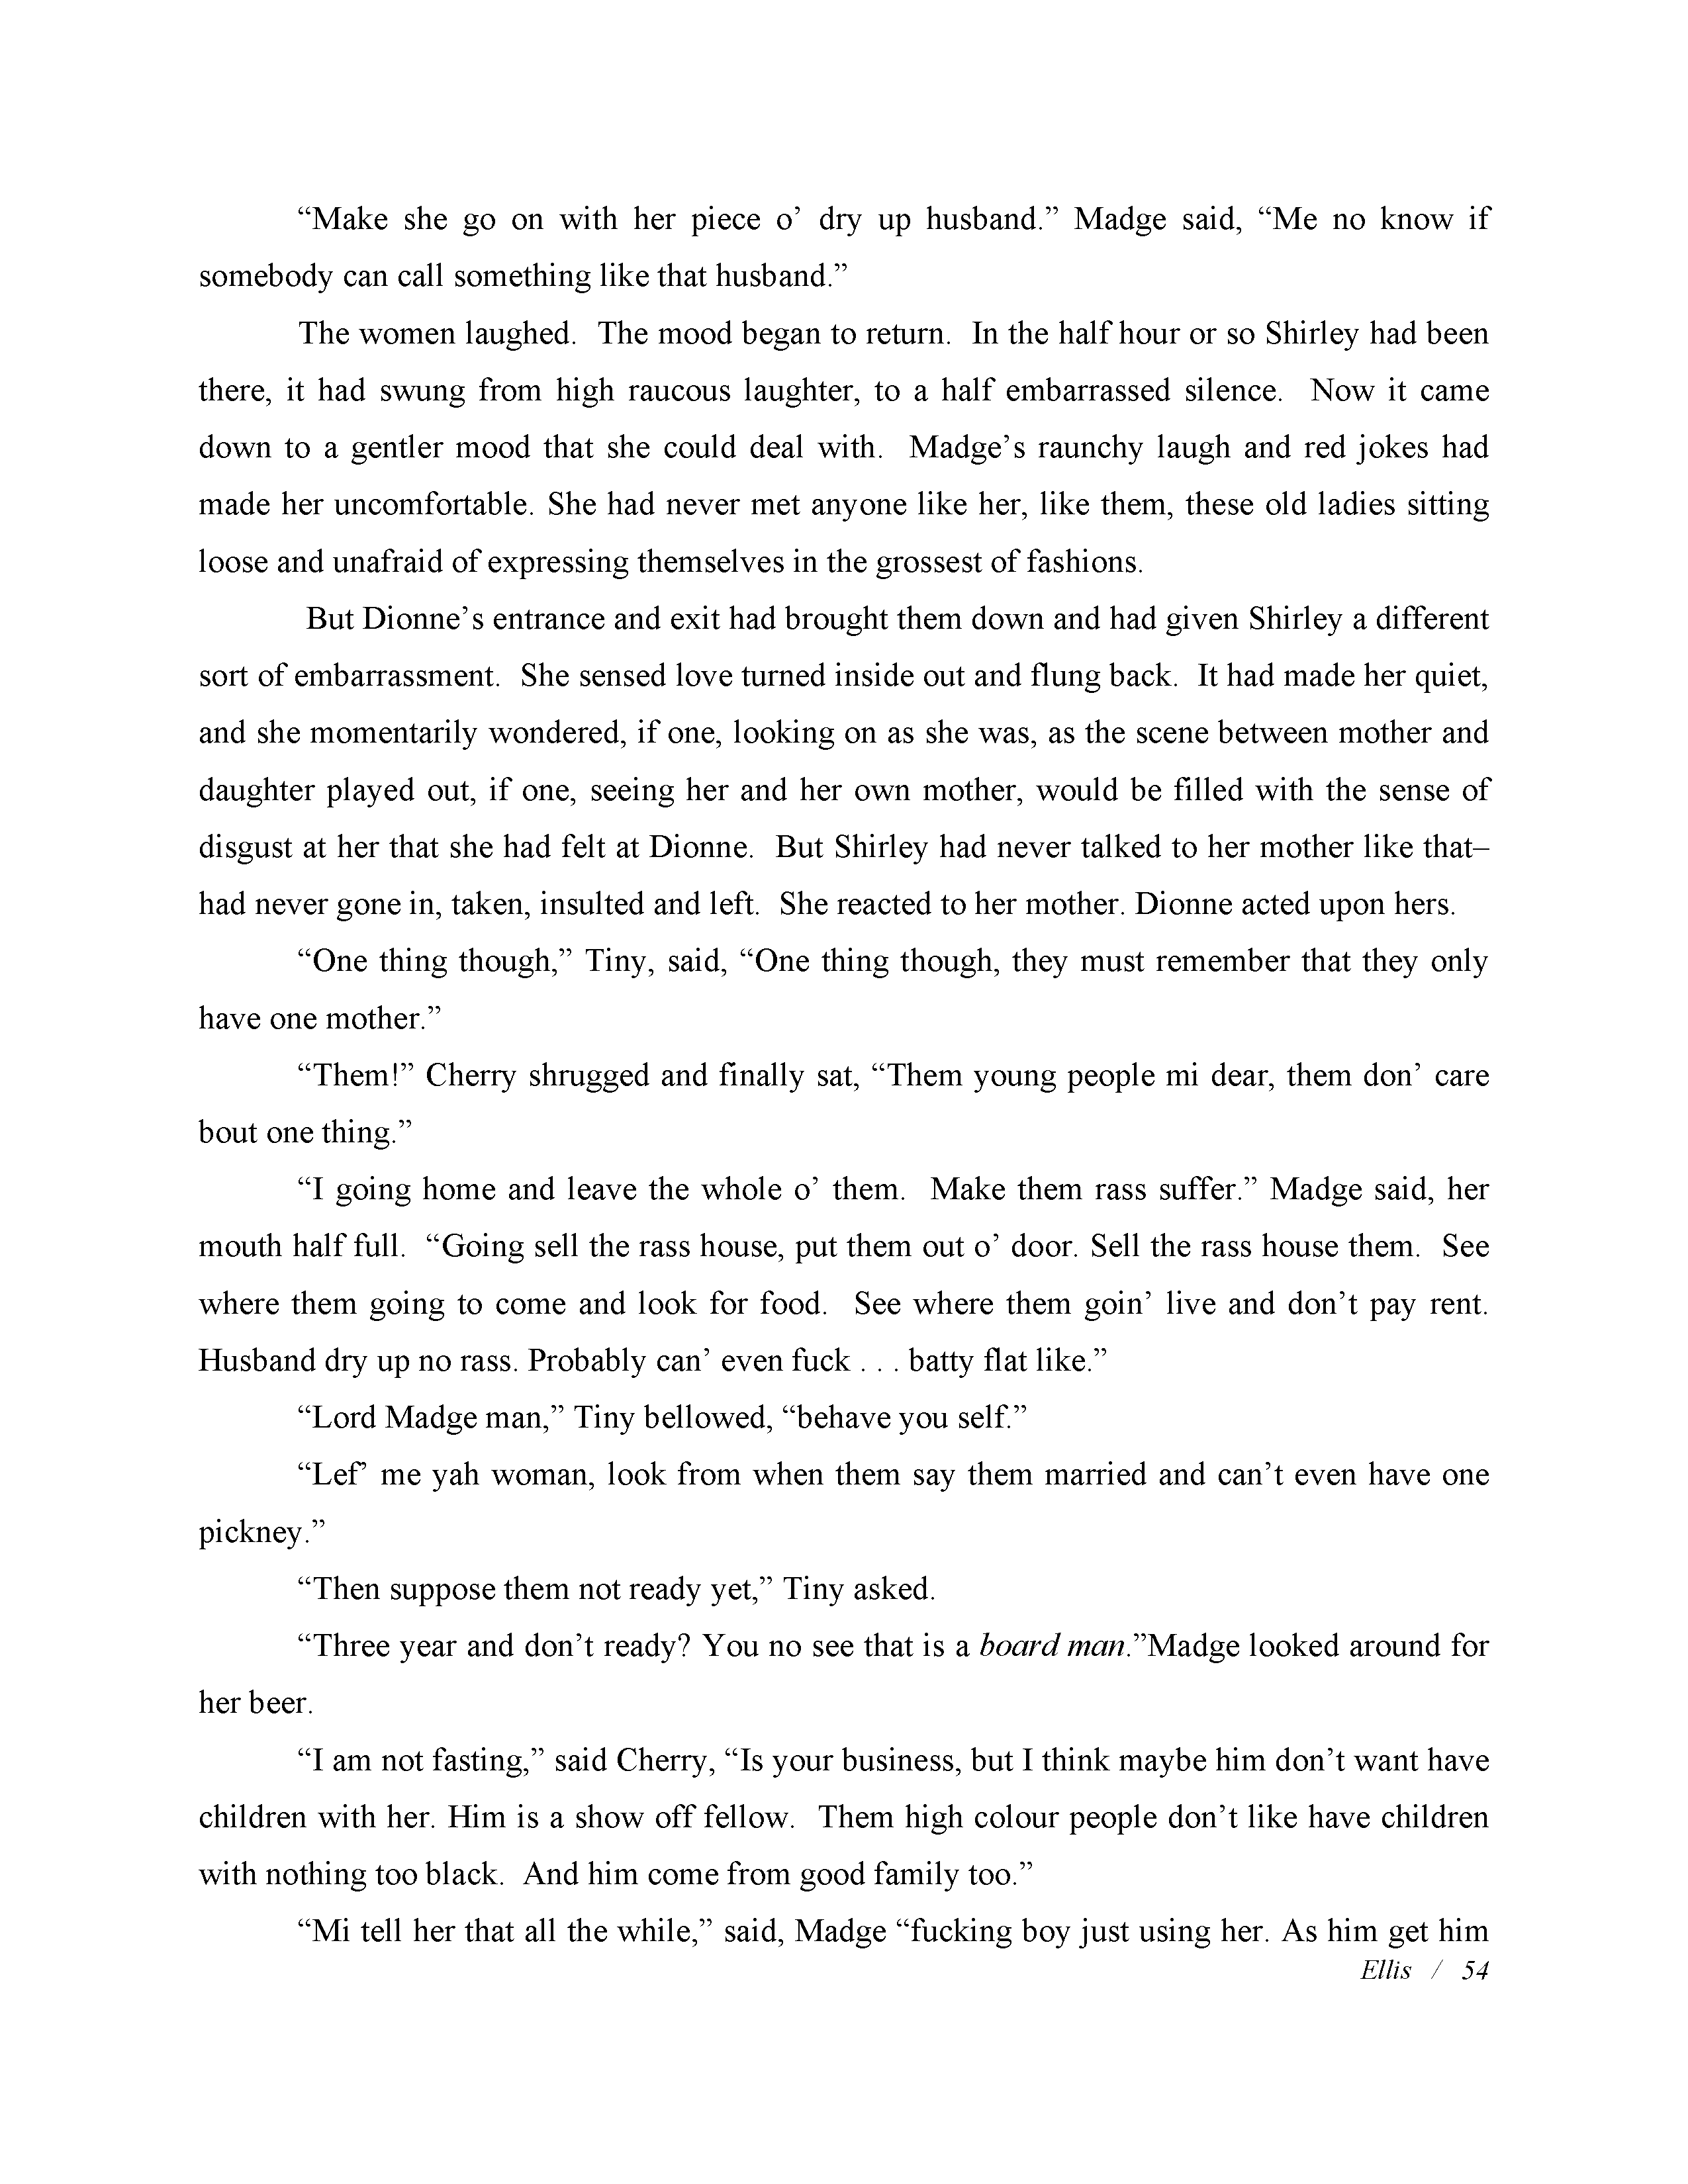 “Make she go on with her piece o’ dry up husband.” Madge said, “Me no know if
somebody can call something like that husband.”
The women laughed.  The mood began to return.  In the half hour or so Shirley had been
there, it had swung from high raucous laughter, to a half embarrassed silence.  Now it came
down to a gentler mood that she could deal with.  Madge’s raunchy laugh and red jokes had
made her uncomfortable. She had never met anyone like her, like them, these old ladies sitting
loose and unafraid of expressing themselves in the grossest of fashions.
But Dionne’s entrance and exit had brought them down and had given Shirley a different
sort of embarrassment.  She sensed love turned inside out and flung back.  It had made her quiet,
and she momentarily wondered, if one, looking on as she was, as the scene between mother and
daughter played out, if one, seeing her and her own mother, would be filled with the sense of
disgust at her that she had felt at Dionne.  But Shirley had never talked to her mother like that–
had never gone in, taken, insulted and left.  She reacted to her mother. Dionne acted upon hers.
“One thing though,” Tiny, said, “One thing though, they must remember that they only
have one mother.”
“Them!” Cherry shrugged and finally sat, “Them young people mi dear, them don’ care
bout one thing.”
“I going home and leave the whole o’ them.  Make them rass suffer.” Madge said, her
mouth half full.  “Going sell the rass house, put them out o’ door. Sell the rass house them.  See
where them going to come and look for food.  See where them goin’ live and don’t pay rent.
Husband dry up no rass. Probably can’ even fuck . . . batty flat like.”
“Lord Madge man,” Tiny bellowed, “behave you self.”
“Lef’ me yah woman, look from when them say them married and can’t even have one
pickney.”
“Then suppose them not ready yet,” Tiny asked.
“Three year and don’t ready? You no see that is a board man.”Madge looked around for
her beer.
“I am not fasting,” said Cherry, “Is your business, but I think maybe him don’t want have
children with her. Him is a show off fellow.  Them high colour people don’t like have children
with nothing too black.  And him come from good family too.”
“Mi tell her that all the while,” said, Madge “fucking boy just using her. As him get him
Ellis / 54